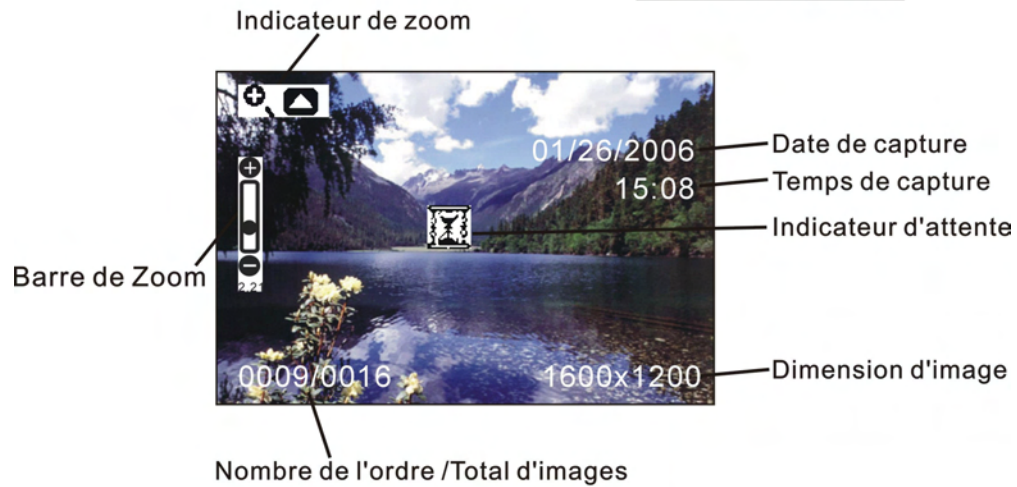 Indicateur de zoom
01/26/2006
Date de capture
15:08
Temps de capture
Indicateur d'attente
Barre de Zoom
2.21
0009/0016
1600x1200
Dimension d'image
Nombre de l'ordre /Total d'images